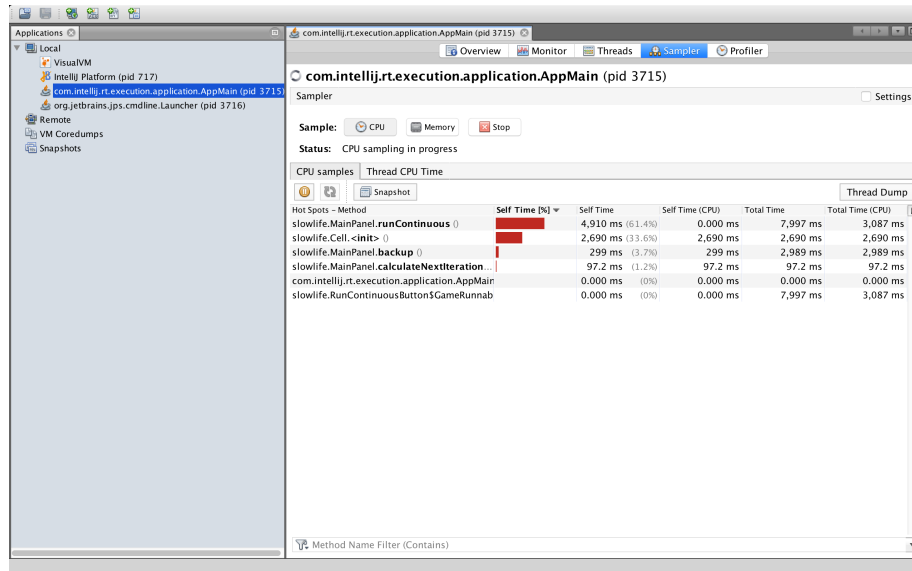 Applications
com.intellij.rt.execution.application.AppMain (pid 3715)
Local
VisualVM
IntelliJ Platform (pid 717)
com.intellij.rt.execution.application.AppMain (pid 3715)
org.jetbrains.jps.cmdline.Launcher (pid 3716)
Remote
VM Coredumps
Snapshots
Overview Monitor Threads Sampler Profiler
com.intellij.rt.execution.application.AppMain (pid 3715)
Sampler Settings
Sample: CPU Memory Stop
Status: CPU sampling in progress
CPU samples Thread CPU Time
Snapshot Thread Dump
Hot Spots – Method Self Time [%] Self Time Self Time (CPU) Total Time Total Time (CPU)
slowlife.MainPanel.runContinuous () 4,910 ms (61.4%) 0.000 ms 7,997 ms 3,087 ms
slowlife.Cell.<init> () 2,690 ms (33.6%) 2,690 ms 2,690 ms 2,690 ms
slowlife.MainPanel.backup () 299 ms (3.7%) 299 ms 2,989 ms 2,989 ms
slowlife.MainPanel.calculateNextIteration... 97.2 ms (1.2%) 97.2 ms 97.2 ms 97.2 ms
com.intellij.rt.execution.application.AppMain 0.000 ms (0%) 0.000 ms 0.000 ms 0.000 ms
slowlife.RunContinuousButton$GameRunnab 0.000 ms (0%) 0.000 ms 7,997 ms 3,087 ms
Method Name Filter (Contains)